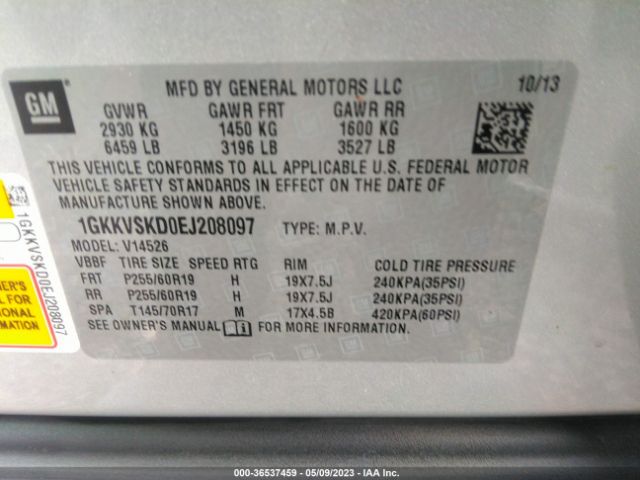 GM
MFD BY GENERAL MOTORS LLC 10/13
GVWR GAWR FRT GAWR RR
2930 KG 1450 KG 1600 KG
6459 LB 3196 LB 3527 LB
THIS VEHICLE CONFORMS TO ALL APPLICABLE U.S. FEDERAL MOTOR
VEHICLE SAFETY STANDARDS IN EFFECT ON THE DATE OF
MANUFACTURE SHOWN ABOVE.
1GKKVSKD0EJ208097 TYPE: M.P.V.
MODEL: V14526
VBBF TIRE SIZE SPEED RTG RIM COLD TIRE PRESSURE
FRT P255/60R19 H 19X7.5J 240KPA(35PSI)
RR P255/60R19 H 19X7.5J 240KPA(35PSI)
SPA T145/70R17 M 17X4.5B 420KPA(60PSI)
SEE OWNER'S MANUAL FOR MORE INFORMATION
1GKKVSKD0EJ208097
ER'S
L FOR
IONAL
MATION
000-36537459 - 05/09/2023 - IAA Inc.